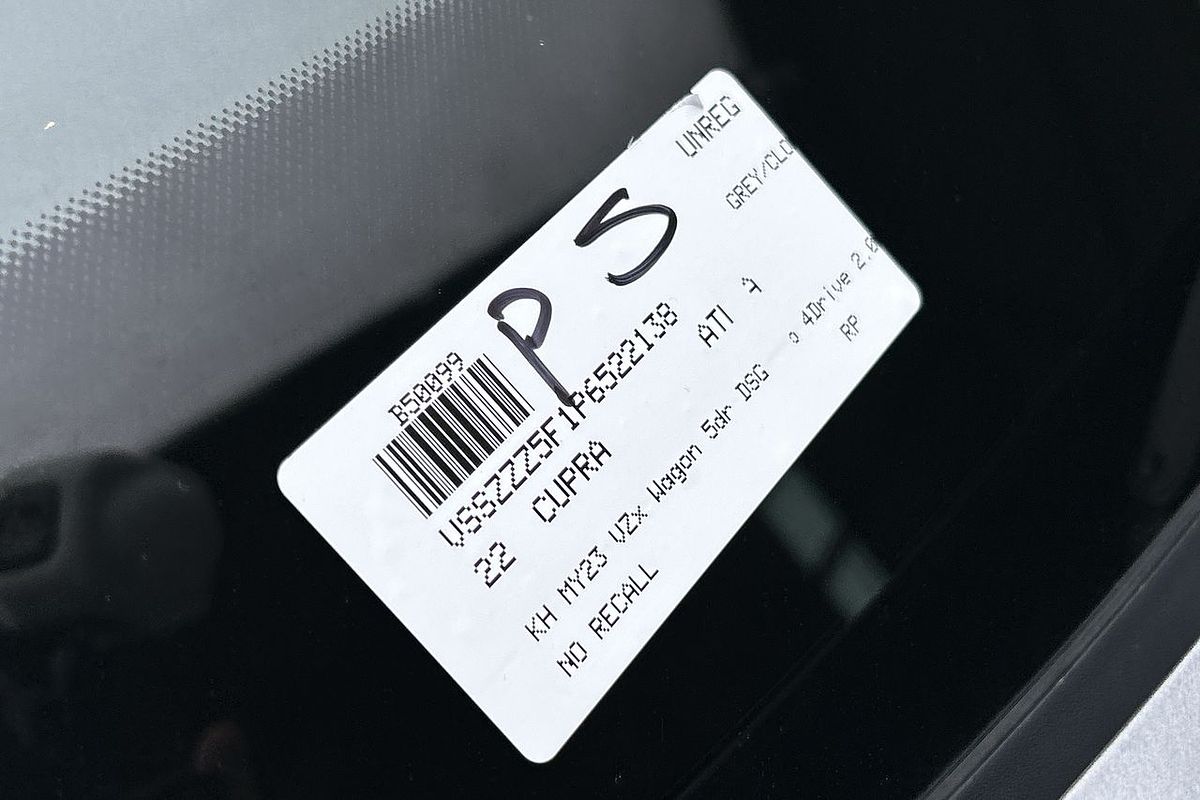 PS
B50099 UNREG
VSSZZZ5F1P6522138 GREY/CLO
22 CUPRA ATI A
KH MY23 VZx Wagon 5dr DSG o 4Drive 2.0
NO RECALL RP